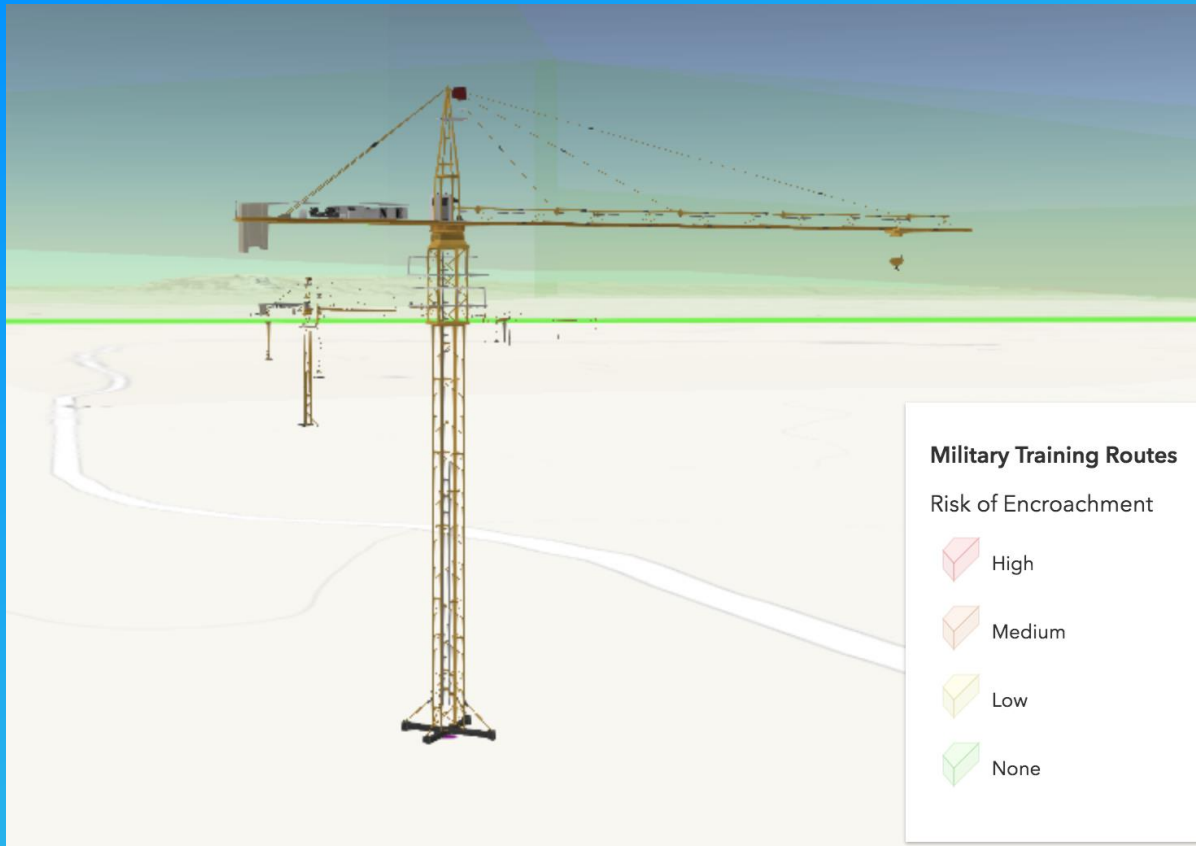 Military Training Routes
Risk of Encroachment
High
Medium
Low
None